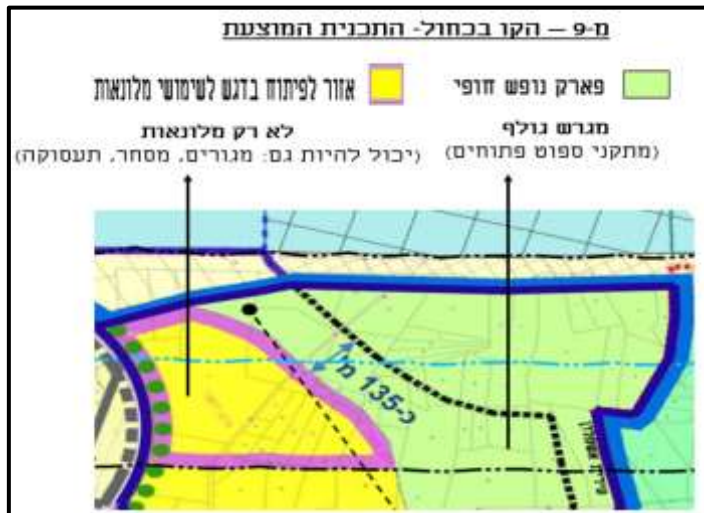 מ-9 – הקו בכחול- התכנית המוצעת
פארק נופש חופי
אזור לפיתוח בדגש לשימושי מלונאות
מגרש גולף
(מתקני ספוט פתוחים)
לא רק מלונאות
(יכול להיות גם: מגורים, מסחר, תעסוקה)
כ-135 מ'